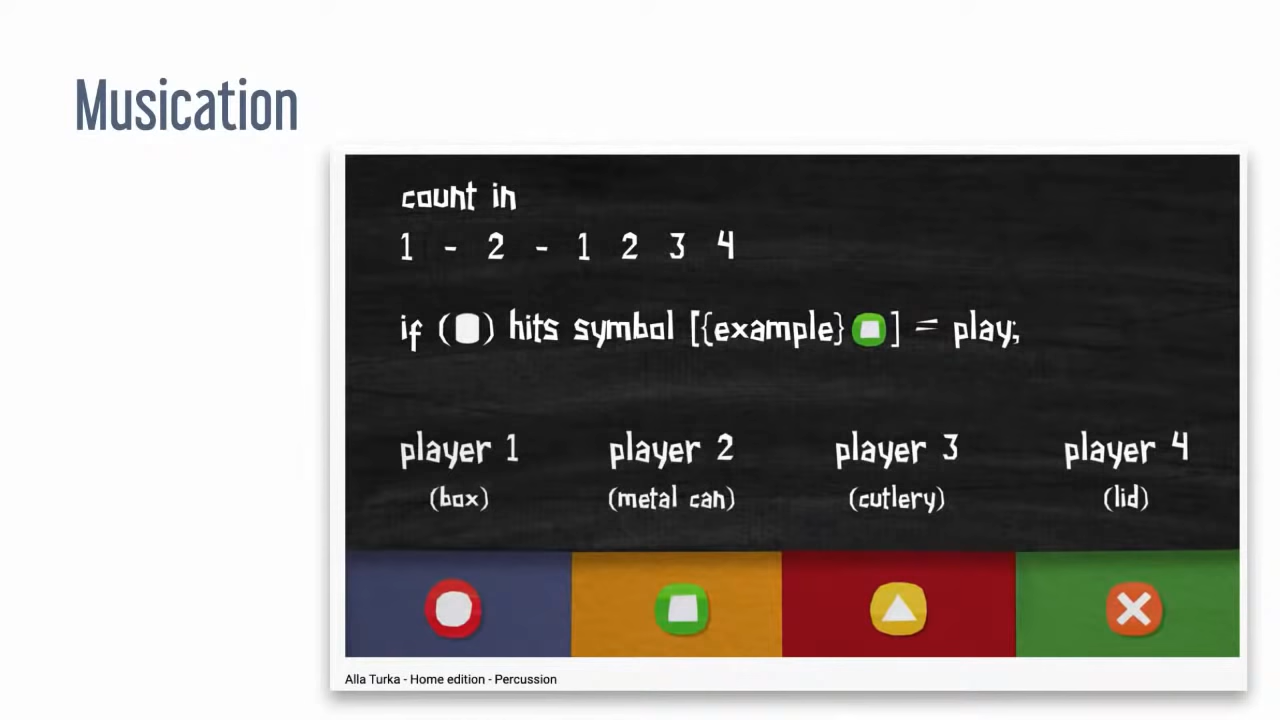 Musication
count in
1 - 2 - 1 2 3 4
if ( ) hits symbol [{example} ] = play;
player 1 player 2 player 3 player 4
(box) (metal can) (cutlery) (lid)
Alla Turka - Home edition - Percussion